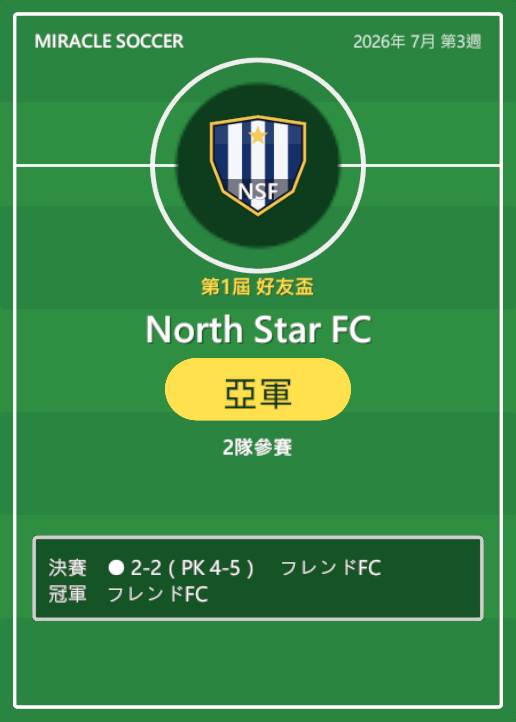 MIRACLE SOCCER
2026年 7月 第3週
NSF
第1屆 好友盃
North Star FC
亞軍
2隊參賽
決賽 ● 2-2 ( PK 4-5 ) フレンドFC
冠軍 フレンドFC